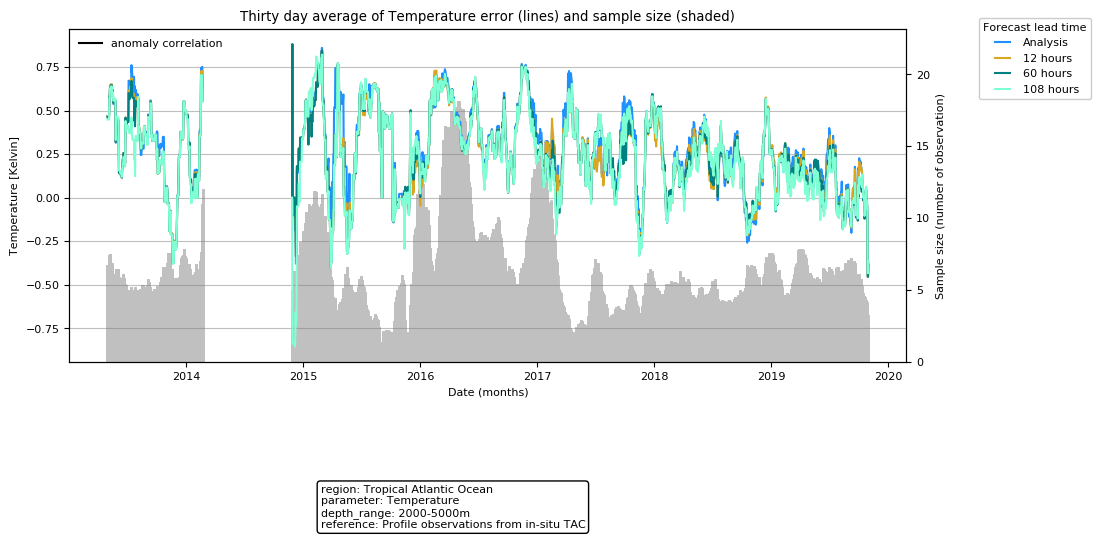 Thirty day average of Temperature error (lines) and sample size (shaded)
anomaly correlation
Forecast lead time
Analysis
12 hours
60 hours
108 hours
Temperature [Kelvin]
0.75
0.50
0.25
0.00
−0.25
−0.50
−0.75
20
15
10
5
0
Sample size (number of observation)
2014 2015 2016 2017 2018 2019 2020
Date (months)
region: Tropical Atlantic Ocean
parameter: Temperature
depth_range: 2000-5000m
reference: Profile observations from in-situ TAC